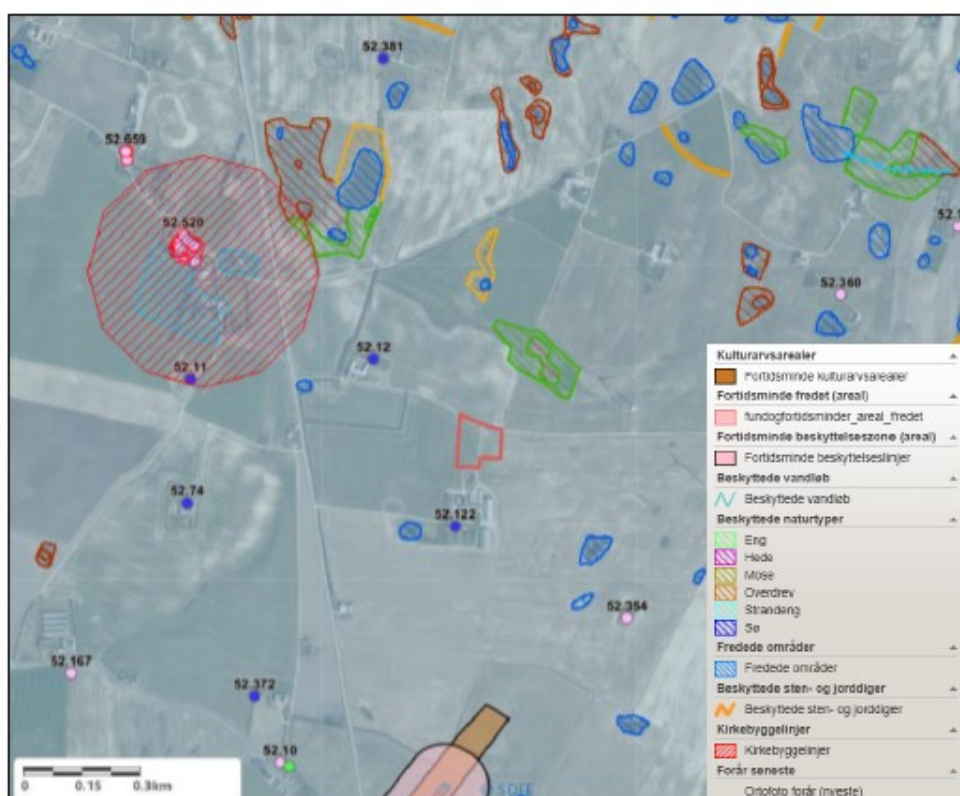 52.381
52.659
52.520
52.1
52.360
52.12
52.11
52.74
52.122
52.354
52.167
52.372
52.10
Kulturarvsarealer
Fortidsminde kulturarvsarealer
Fortidsminde fredet (areal)
fundogfortidsminder_areal_fredet
Fortidsminde beskyttelseszone (areal)
Fortidsminde beskyttelseslinjer
Beskyttede vandløb
Beskyttede vandløb
Beskyttede naturtyper
Eng
Hede
Mose
Overdrev
Strandeng
Sø
Fredede områder
Fredede områder
Beskyttede sten- og jorddiger
Beskyttede sten- og jorddiger
Kirkebyggelinjer
Kirkebyggelinjer
Forår seneste
Ortofoto forår (nyeste)
0 0.15 0.3km